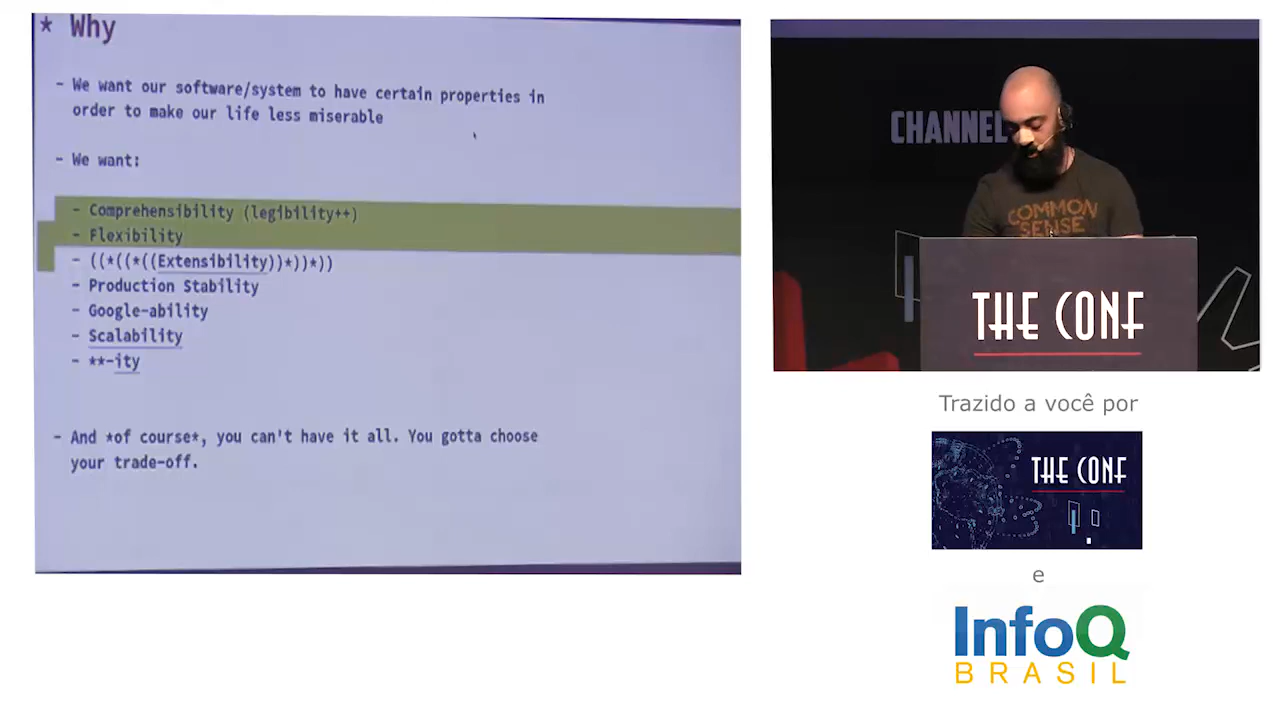 * Why
- We want our software/system to have certain properties in
order to make our life less miserable
- We want:
- Comprehensibility (legibility++)
- Flexibility
- ((*((*((Extensibility))*))*))
- Production Stability
- Google-ability
- Scalability
- **-ity
- And *of course*, you can't have it all. You gotta choose
your trade-off.
CHANNEL
COMMON
SENSE
THE CONF
Trazido a você por
THE CONF
e
InfoQ
BRASIL